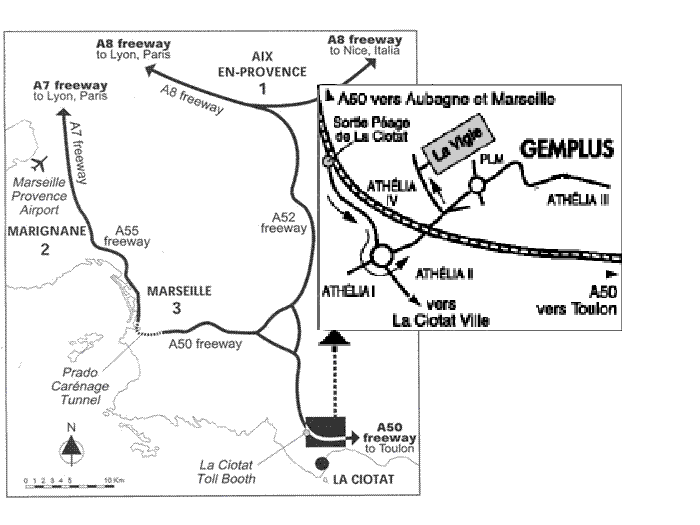 A8 freeway
to Lyon, Paris
A8 freeway
to Nice, Italia
AIX
EN-PROVENCE
1
A7 freeway
to Lyon, Paris
A8 freeway
A7 freeway
Marseille
Provence
Airport
MARIGNANE
2
A55
freeway
A52
freeway
MARSEILLE
3
A50 freeway
Prado
Carénage
Tunnel
N
La Ciotat
Toll Booth
A50
freeway
to Toulon
LA CIOTAT
0 1 2 3 4 5 10 Km
A50 vers Aubagne et Marseille
Sortie Péage
de La Ciotat
La Vigie
GEMPLUS
PLM
ATHÉLIA
IV
ATHÉLIA III
ATHÉLIA II
ATHÉLIA I
A50
vers Toulon
vers
La Ciotat Ville